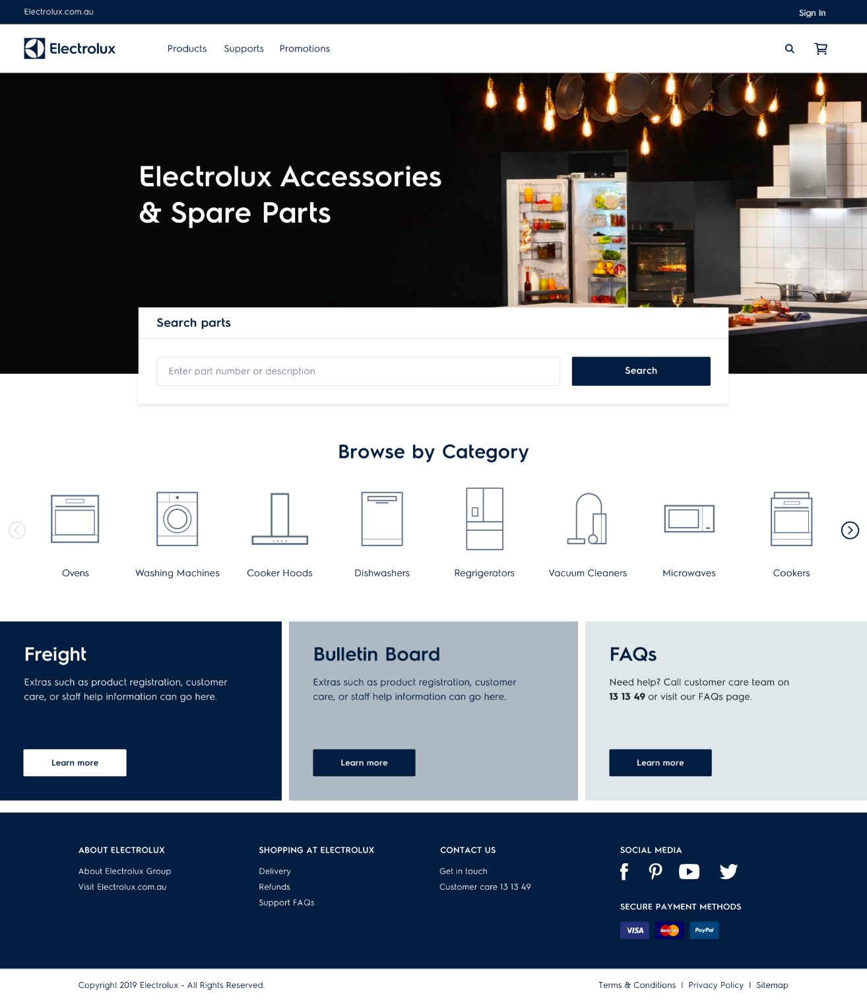 Electrolux.com.au
Sign In
Electrolux
Products
Supports
Promotions
Electrolux Accessories
& Spare Parts
Search parts
Enter part number or description
Search
Browse by Category
Ovens
Washing Machines
Cooker Hoods
Dishwashers
Regrigerators
Vacuum Cleaners
Microwaves
Cookers
Freight
Extras such as product registration, customer
care, or staff help information can go here.
Learn more
Bulletin Board
Extras such as product registration, customer
care, or staff help information can go here.
Learn more
FAQs
Need help? Call customer care team on
13 13 49 or visit our FAQs page.
Learn more
ABOUT ELECTROLUX
About Electrolux Group
Visit Electrolux.com.au
SHOPPING AT ELECTROLUX
Delivery
Refunds
Support FAQs
CONTACT US
Get in touch
Customer care 13 13 49
SOCIAL MEDIA
SECURE PAYMENT METHODS
VISA
MasterCard
PayPal
Copyright 2019 Electrolux - All Rights Reserved.
Terms & Conditions | Privacy Policy | Sitemap